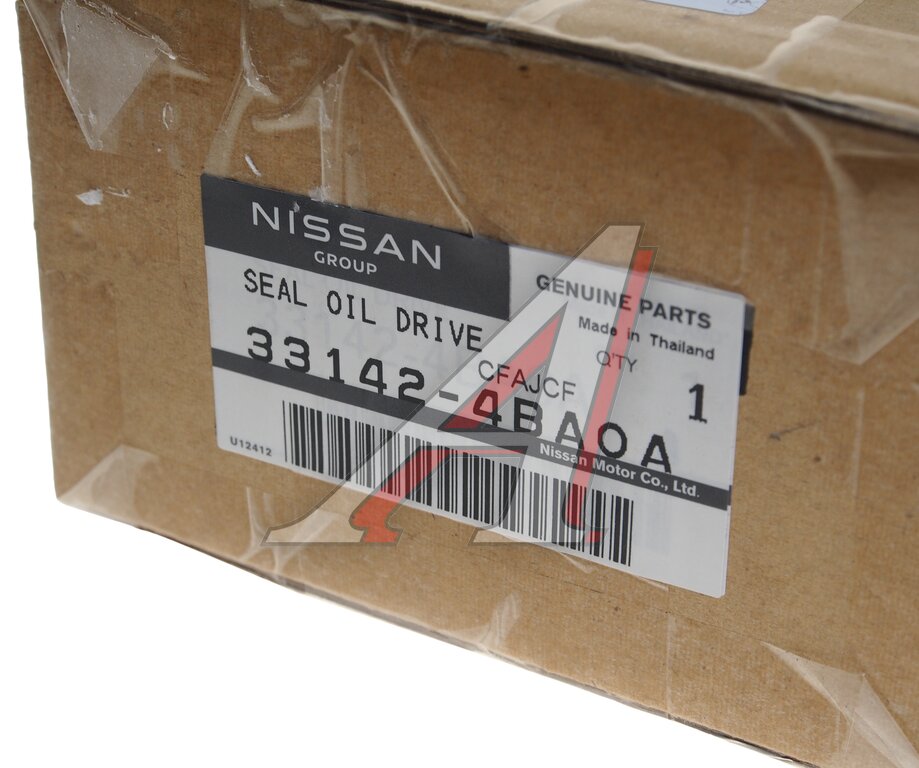 NISSAN
GROUP
GENUINE PARTS
Made in Thailand
SEAL OIL DRIVE
Q'TY
CFAJCF
1
33142-4BA0A
Nissan Motor Co., Ltd.
U12412